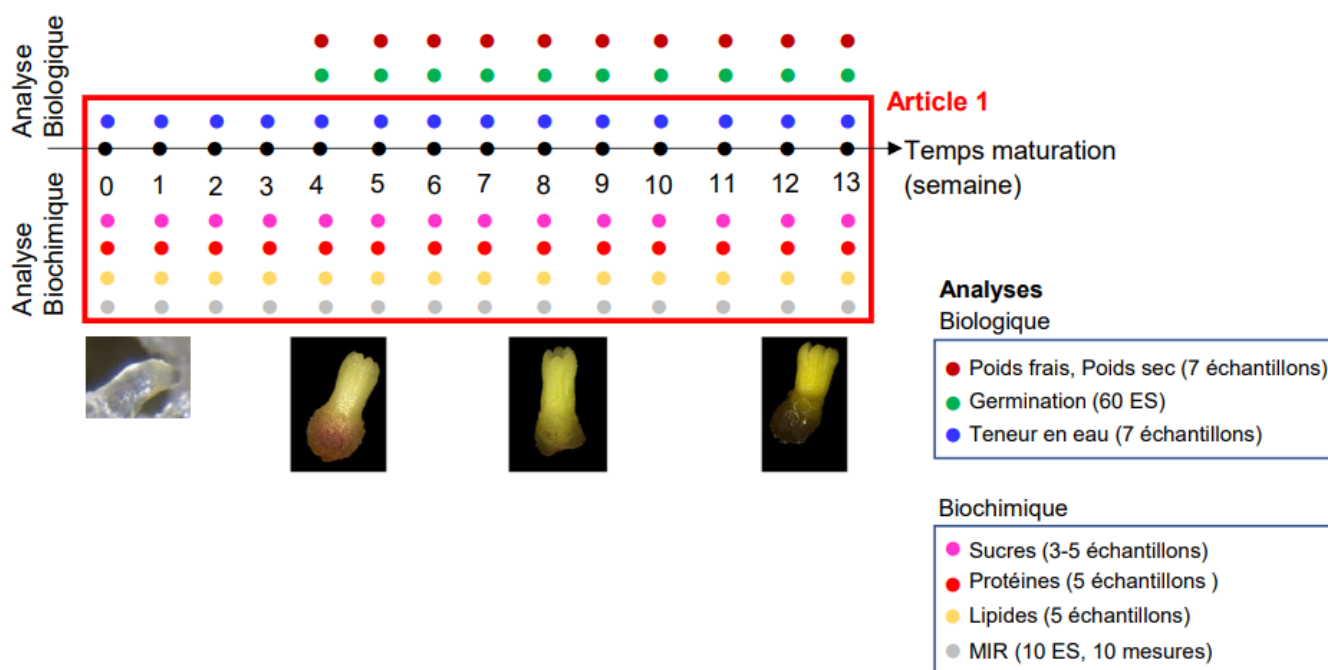 Analyse
Biologique
Article 1
Temps maturation
(semaine)
0 1 2 3 4 5 6 7 8 9 10 11 12 13
Analyse
Biochimique
Analyses
Biologique
Poids frais, Poids sec (7 échantillons)
Germination (60 ES)
Teneur en eau (7 échantillons)
Biochimique
Sucres (3-5 échantillons)
Protéines (5 échantillons )
Lipides (5 échantillons)
MIR (10 ES, 10 mesures)